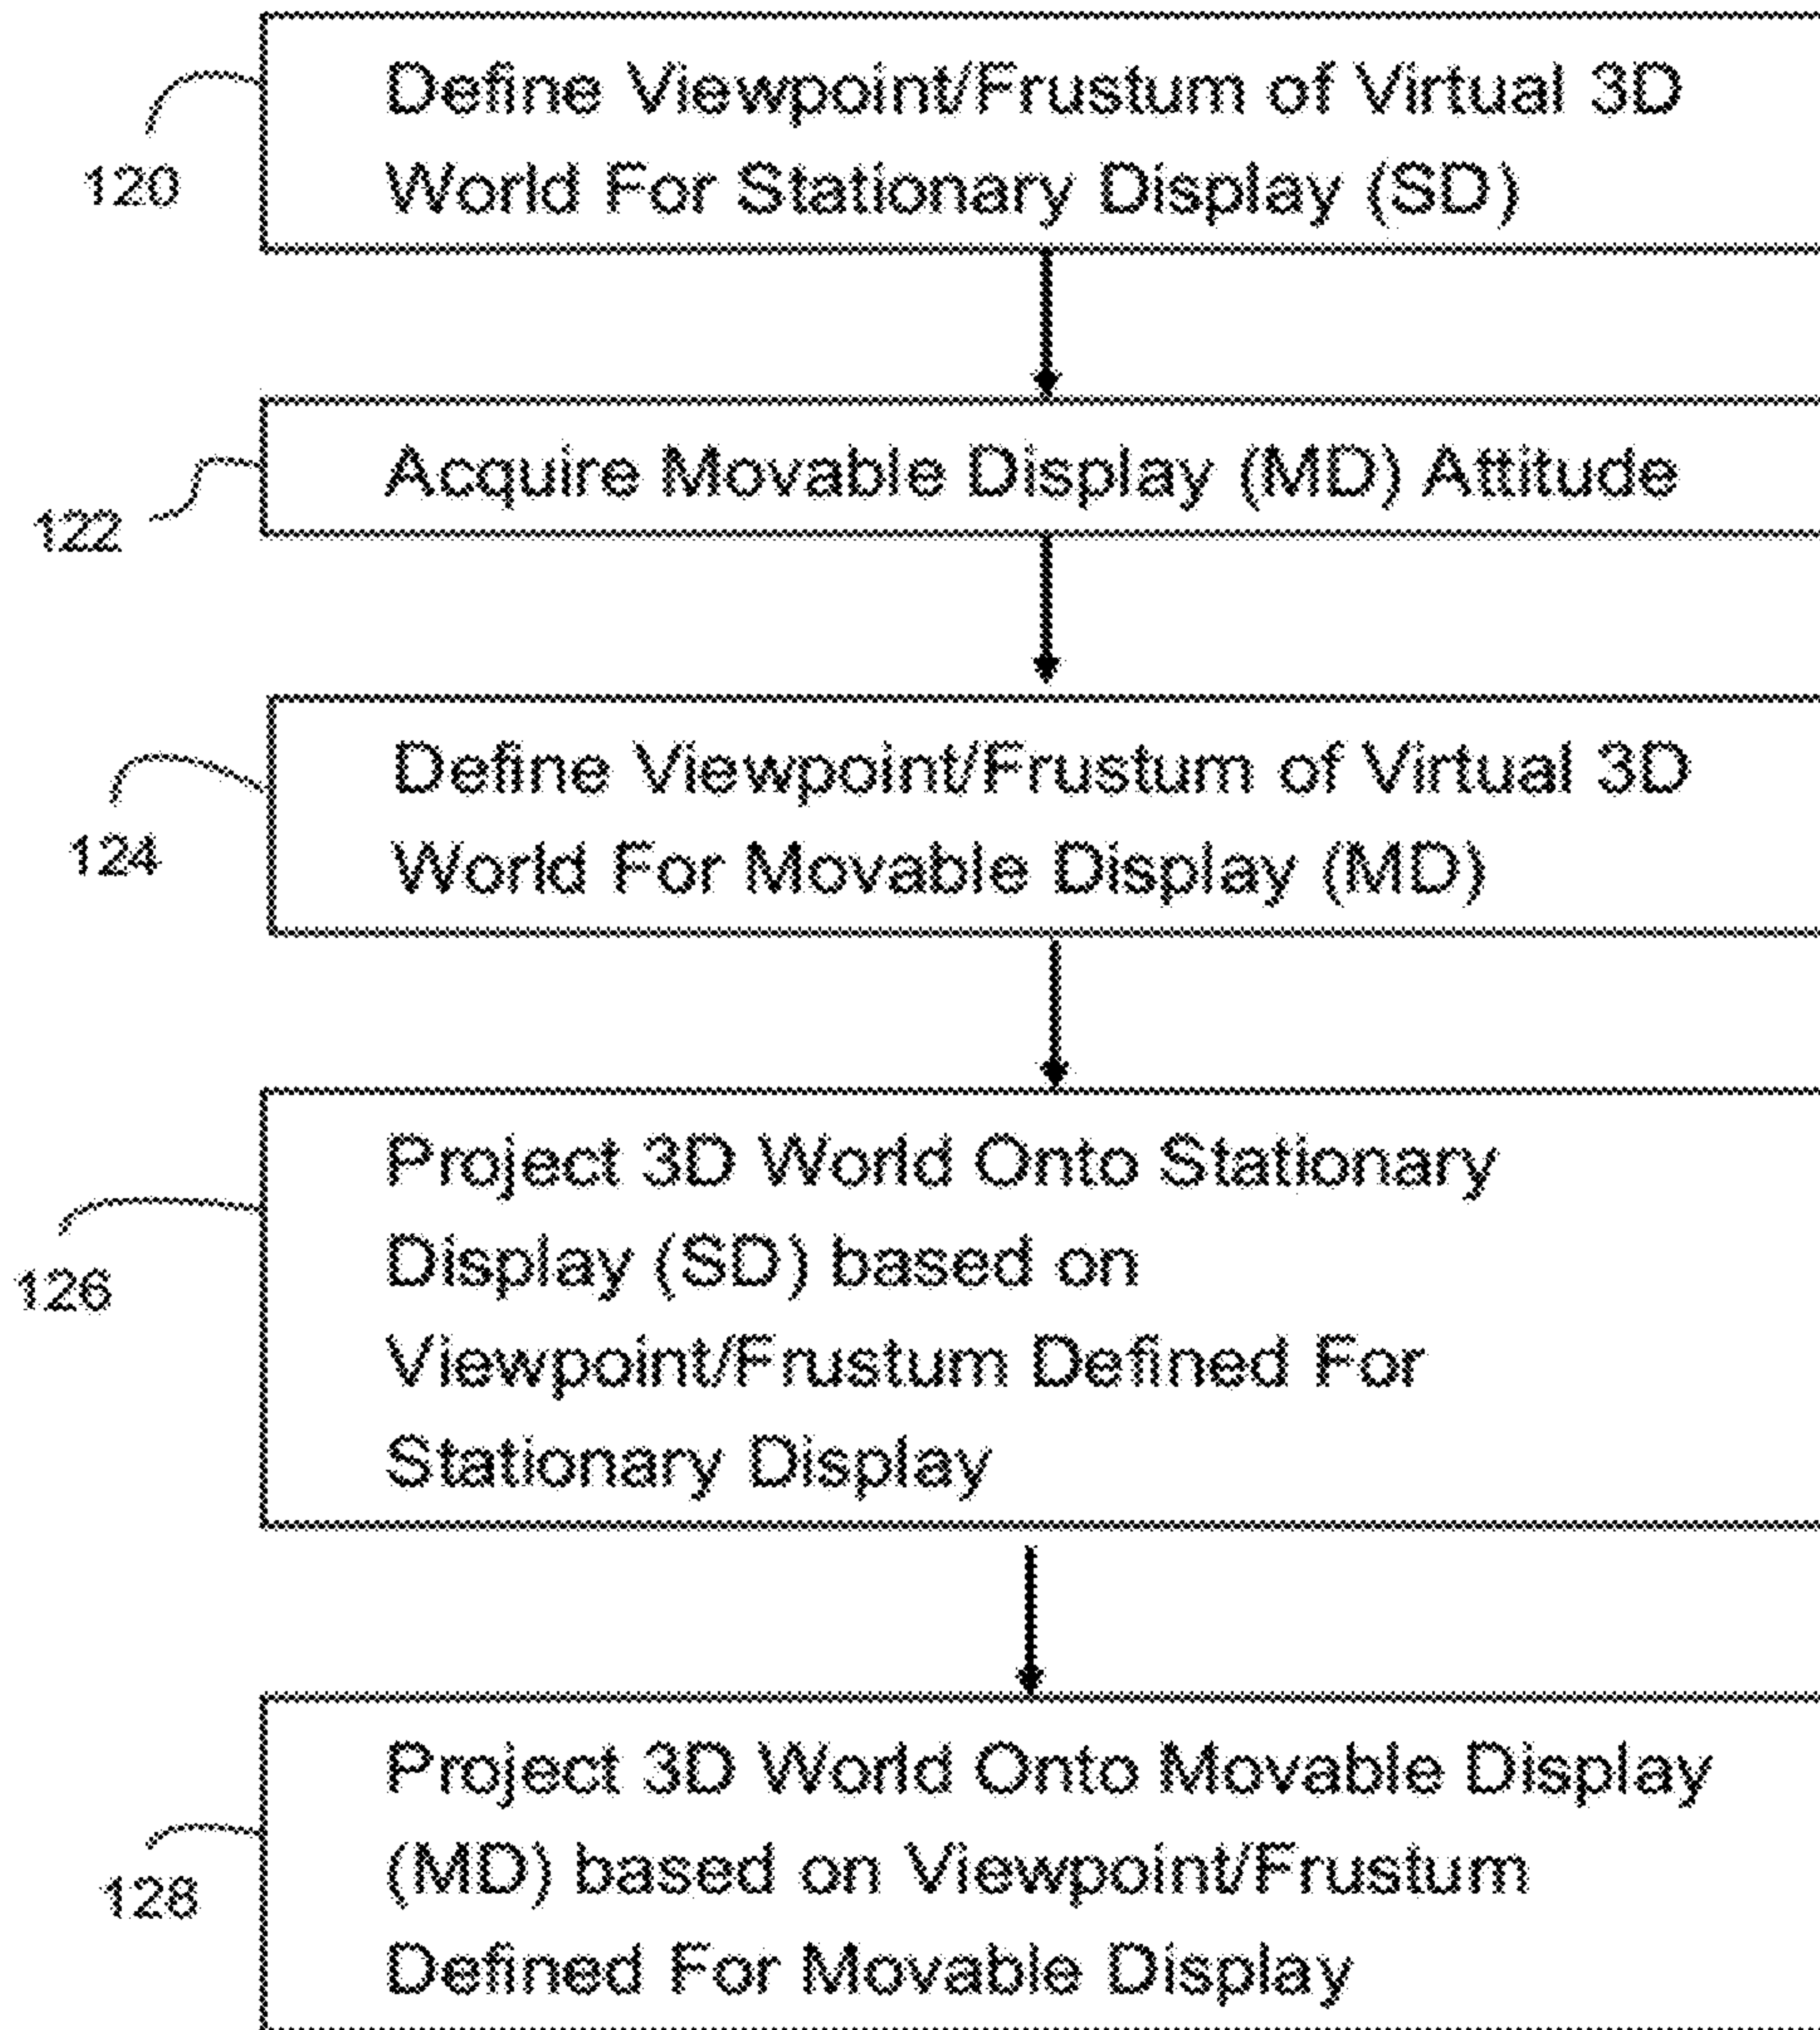 Define Viewpoint/Frustum of Virtual 3D
World For Stationary Display (SD)
120
Acquire Movable Display (MD) Attitude
122
Define Viewpoint/Frustum of Virtual 3D
World For Movable Display (MD)
124
Project 3D World Onto Stationary
Display (SD) based on
Viewpoint/Frustum Defined For
Stationary Display
126
Project 3D World Onto Movable Display
(MD) based on Viewpoint/Frustum
Defined For Movable Display
128